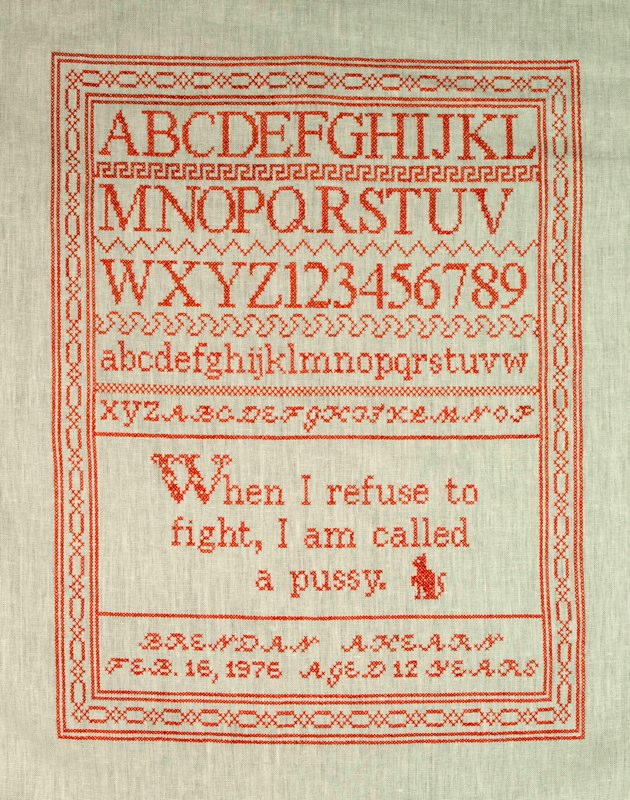 ABCDEFGHIJKL
MNOPQRSTUV
WXYZ123456789
abcdefghijklmnopqrstuvw
xyzABCDEFGHIJKLMNOP
When I refuse to
fight, I am called
a pussy.
BRENDAN AHEARN
FEB. 16, 1976 AGED 12 YEARS